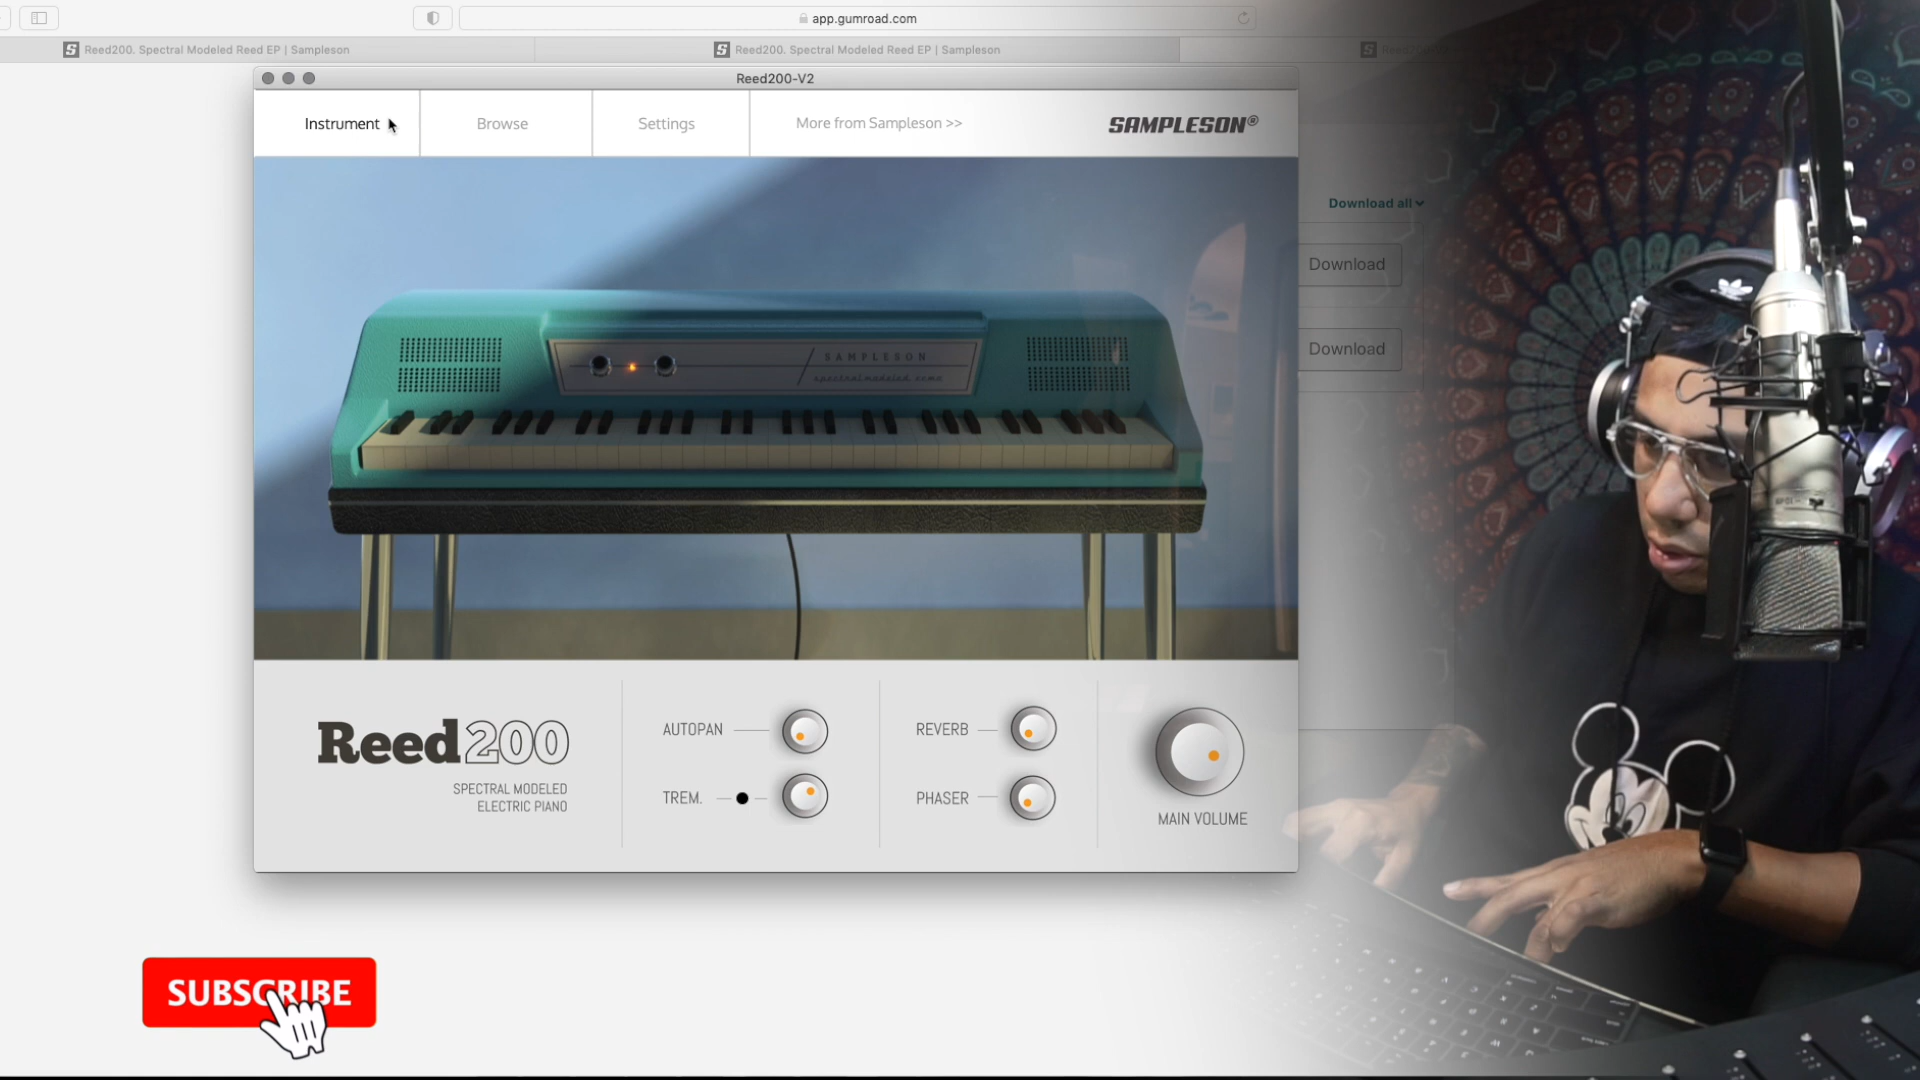 app.gumroad.com
Reed200. Spectral Modeled Reed EP | Sampleson
Reed200. Spectral Modeled Reed EP | Sampleson
Reed200-V2
Instrument
Browse
Settings
More from Sampleson >>
SAMPLESON®
Download all
Download
Download
SAMPLESON
Reed200
SPECTRAL MODELED
ELECTRIC PIANO
AUTOPAN
TREM.
REVERB
PHASER
MAIN VOLUME
SUBSCRIBE